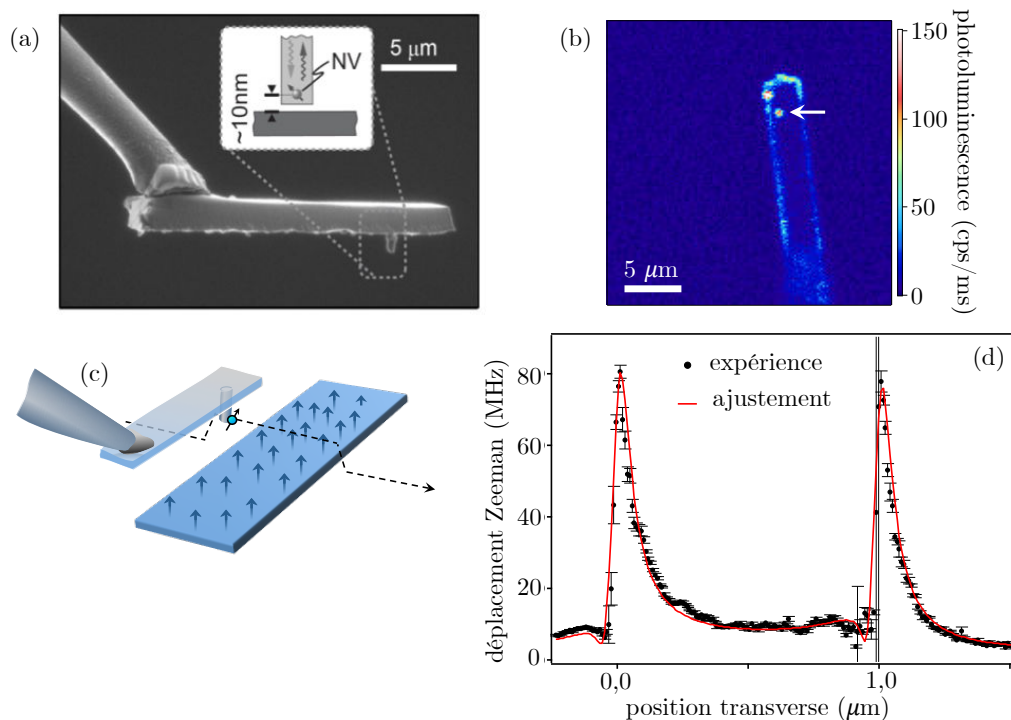 (a)
NV
~10nm
5 μm
(b)
5 μm
photoluminescence (cps/ms)
150
100
50
0
(c)
(d)
expérience
ajustement
déplacement Zeeman (MHz)
80
60
40
20
0
0,0
1,0
position transverse (μm)